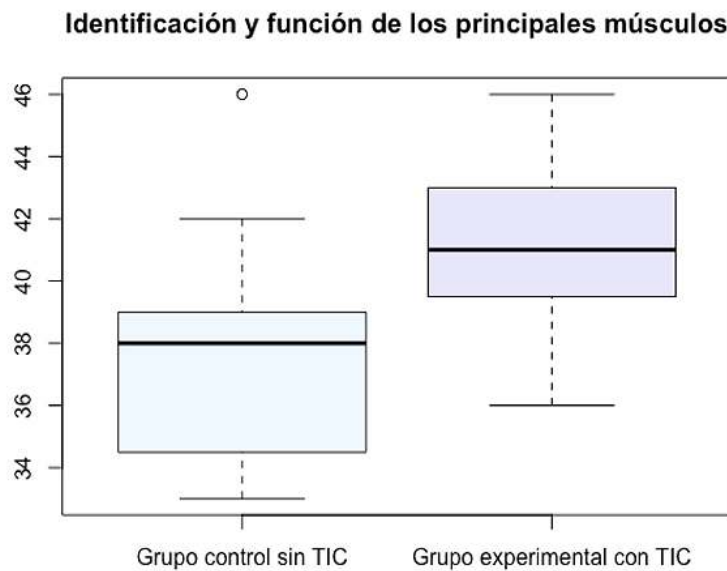 Identificación y función de los principales músculos
46
44
42
40
38
36
34
Grupo control sin TIC
Grupo experimental con TIC